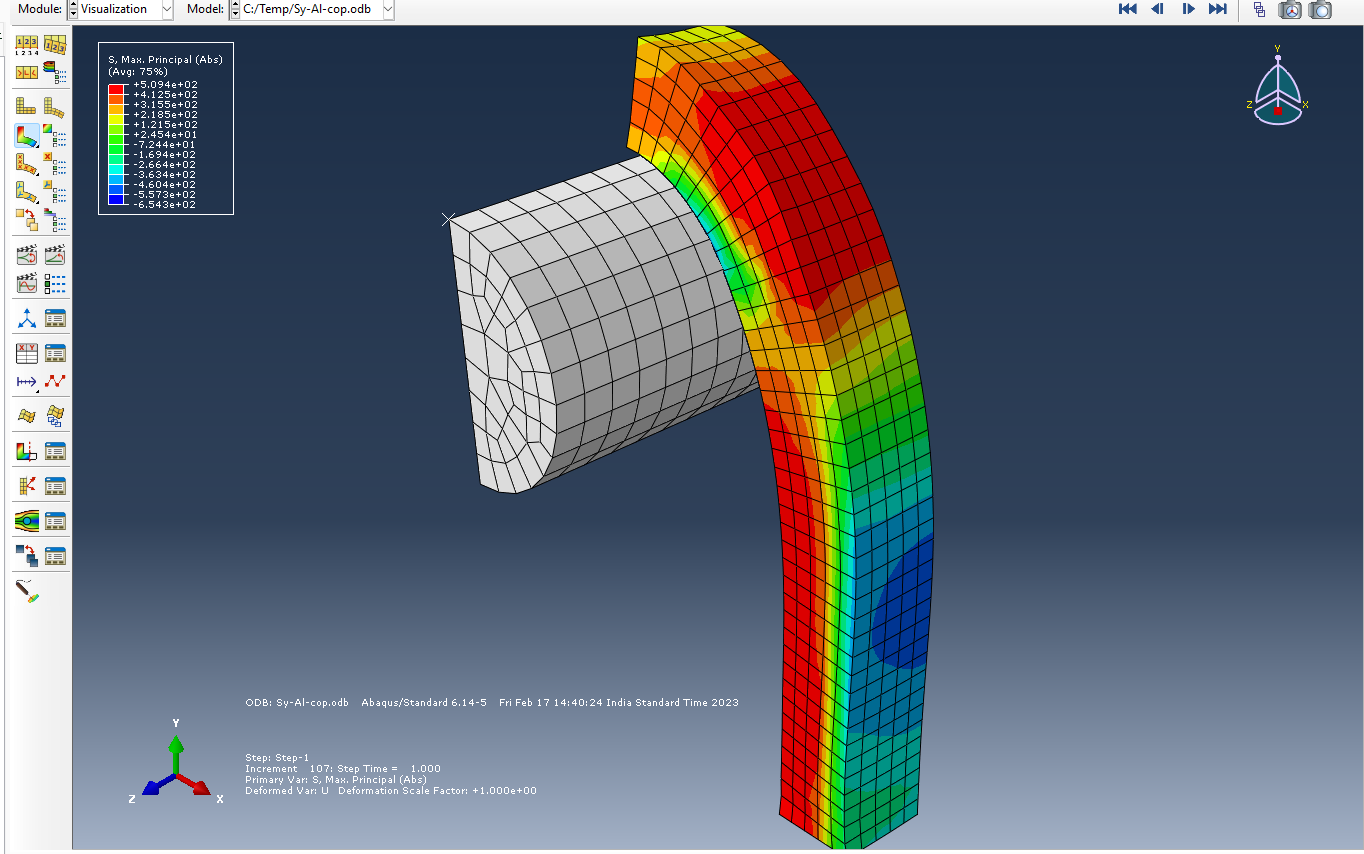 Module: Visualization Model: C:/Temp/Sy-Al-cop.odb
S, Max. Principal (Abs)
(Avg: 75%)
+5.094e+02
+4.125e+02
+3.155e+02
+2.185e+02
+1.215e+02
+2.454e+01
-7.244e+01
-1.694e+02
-2.664e+02
-3.634e+02
-4.604e+02
-5.573e+02
-6.543e+02
Y
Z X
ODB: Sy-Al-cop.odb Abaqus/Standard 6.14-5 Fri Feb 17 14:40:24 India Standard Time 2023
Y
Z X
Step: Step-1
Increment 107: Step Time = 1.000
Primary Var: S, Max. Principal (Abs)
Deformed Var: U Deformation Scale Factor: +1.000e+00